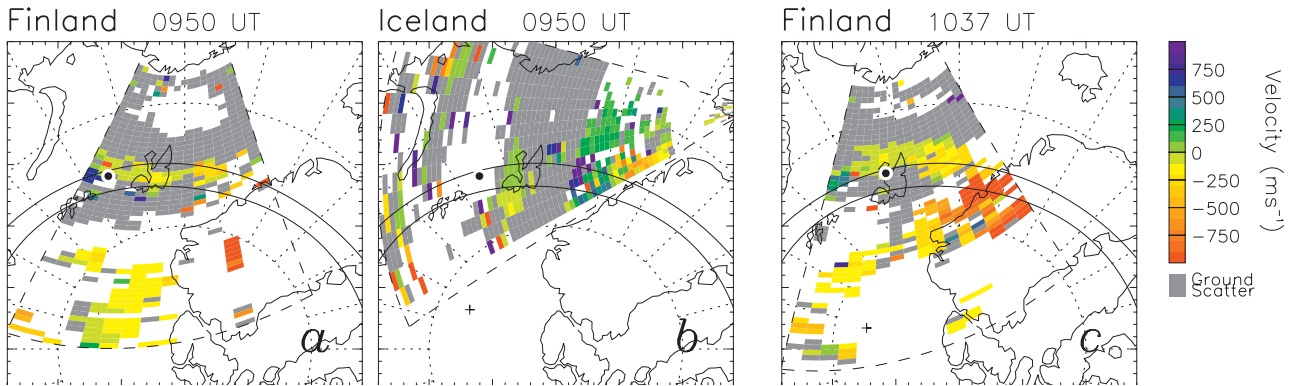 Finland 0950 UT
Iceland 0950 UT
Finland 1037 UT
a
b
c
750
500
250
0
−250
−500
−750
Velocity (ms⁻¹)
Ground
Scatter